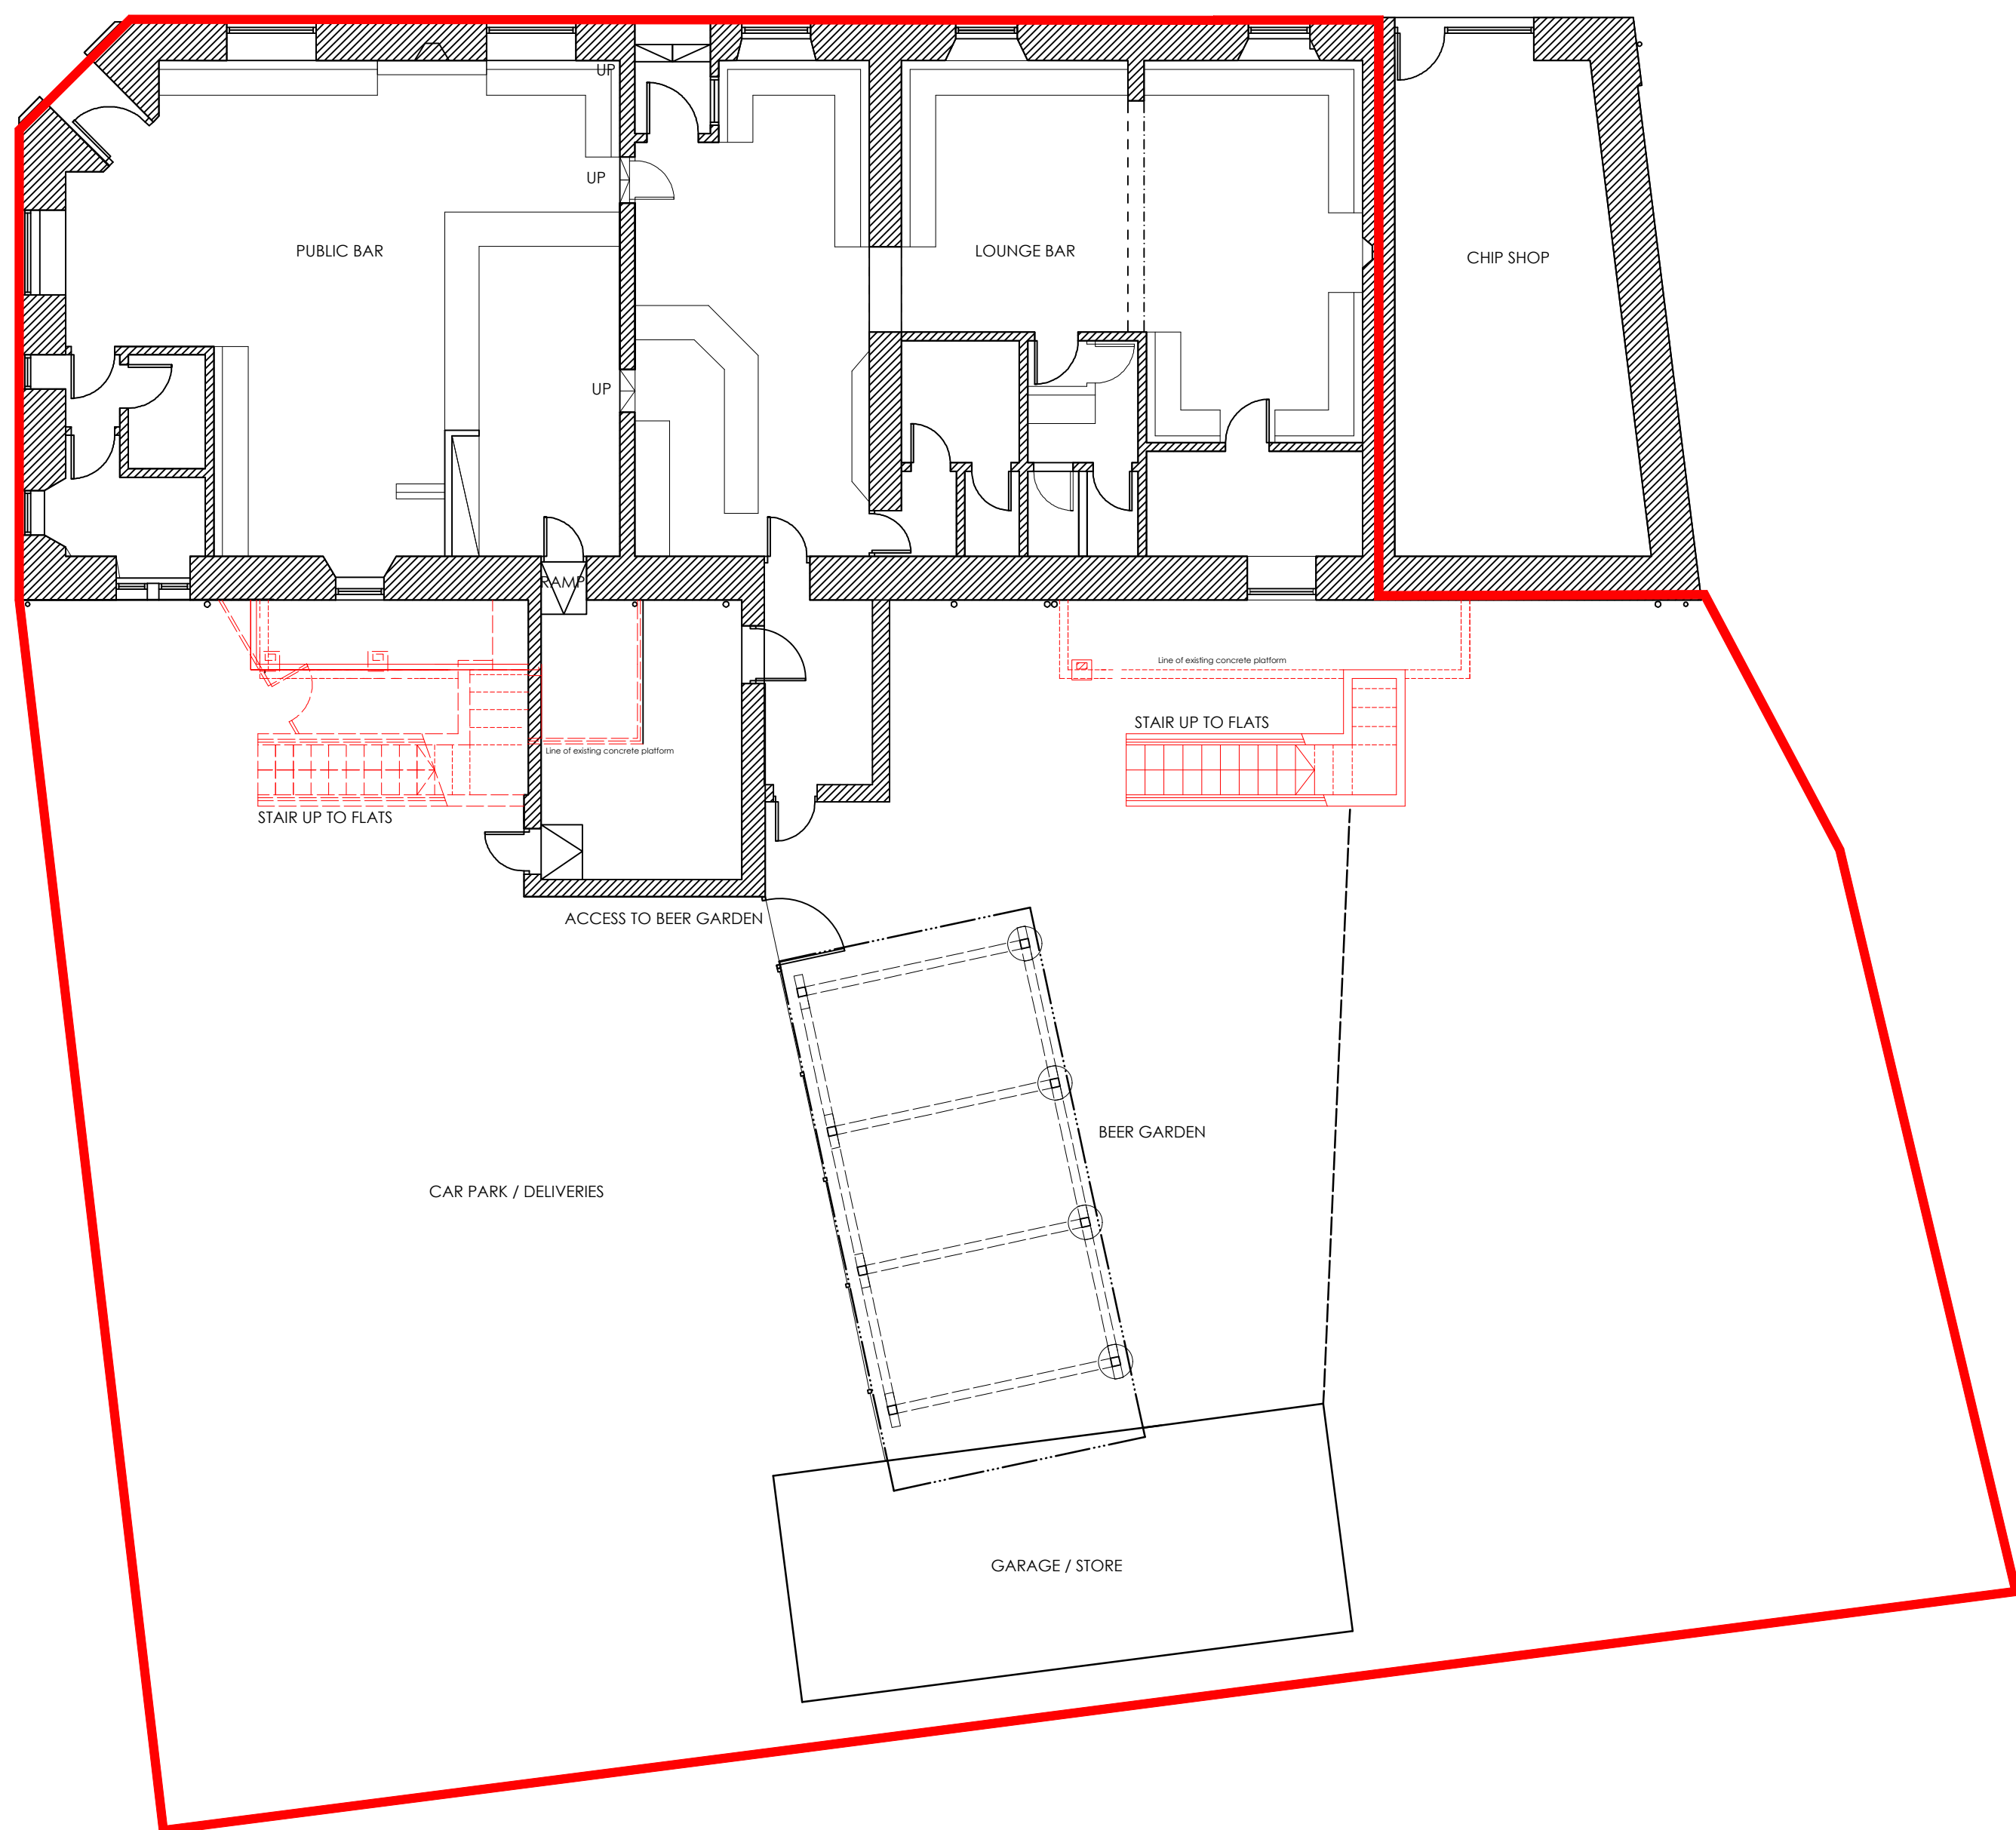 UP
UP
PUBLIC BAR
LOUNGE BAR
CHIP SHOP
UP
RAMP
Line of existing concrete platform
STAIR UP TO FLATS
Line of existing concrete platform
STAIR UP TO FLATS
ACCESS TO BEER GARDEN
BEER GARDEN
CAR PARK / DELIVERIES
GARAGE / STORE